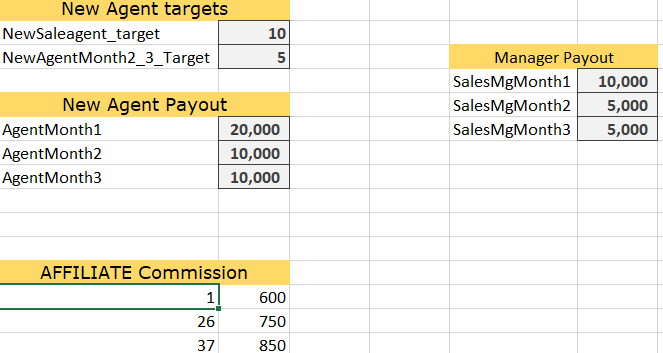 New Agent targets
NewSaleagent_target 10
NewAgentMonth2_3_Target 5
Manager Payout
SalesMgMonth1 10,000
New Agent Payout
SalesMgMonth2 5,000
AgentMonth1 20,000
SalesMgMonth3 5,000
AgentMonth2 10,000
AgentMonth3 10,000
AFFILIATE Commission
1 600
26 750
37 850